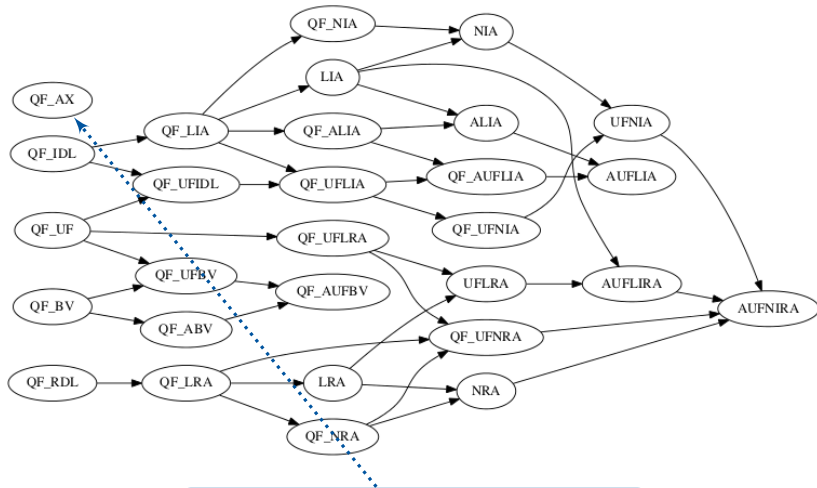 QF_NIA
NIA
LIA
QF_AX
QF_LIA
QF_ALIA
ALIA
UFNIA
QF_IDL
QF_UFIDL
QF_UFLIA
QF_AUFLIA
AUFLIA
QF_UF
QF_UFLRA
QF_UFNIA
QF_UFBV
QF_AUFBV
UFLRA
AUFLIRA
QF_BV
QF_ABV
QF_UFNRA
AUFNIRA
QF_RDL
QF_LRA
LRA
NRA
QF_NRA